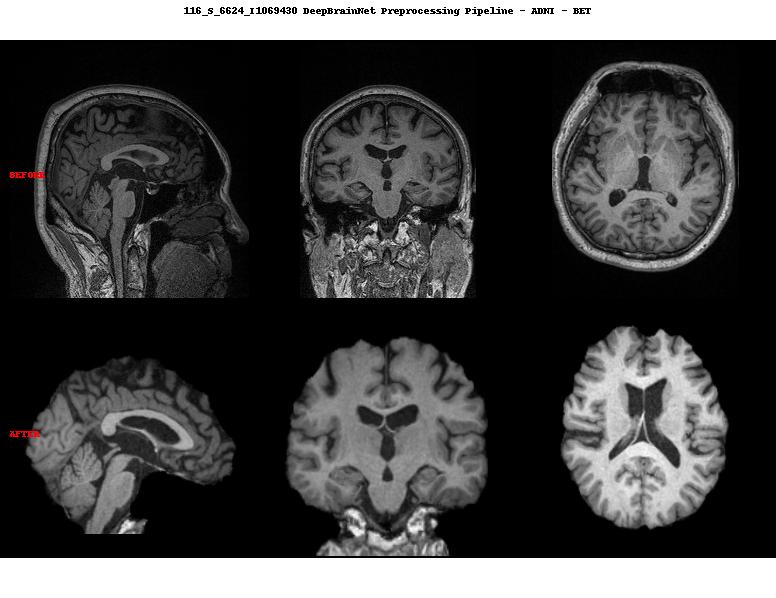 116_S_6624_I1069430 DeepBrainNet Preprocessing Pipeline - ADNI - BET
BEFORE
AFTER